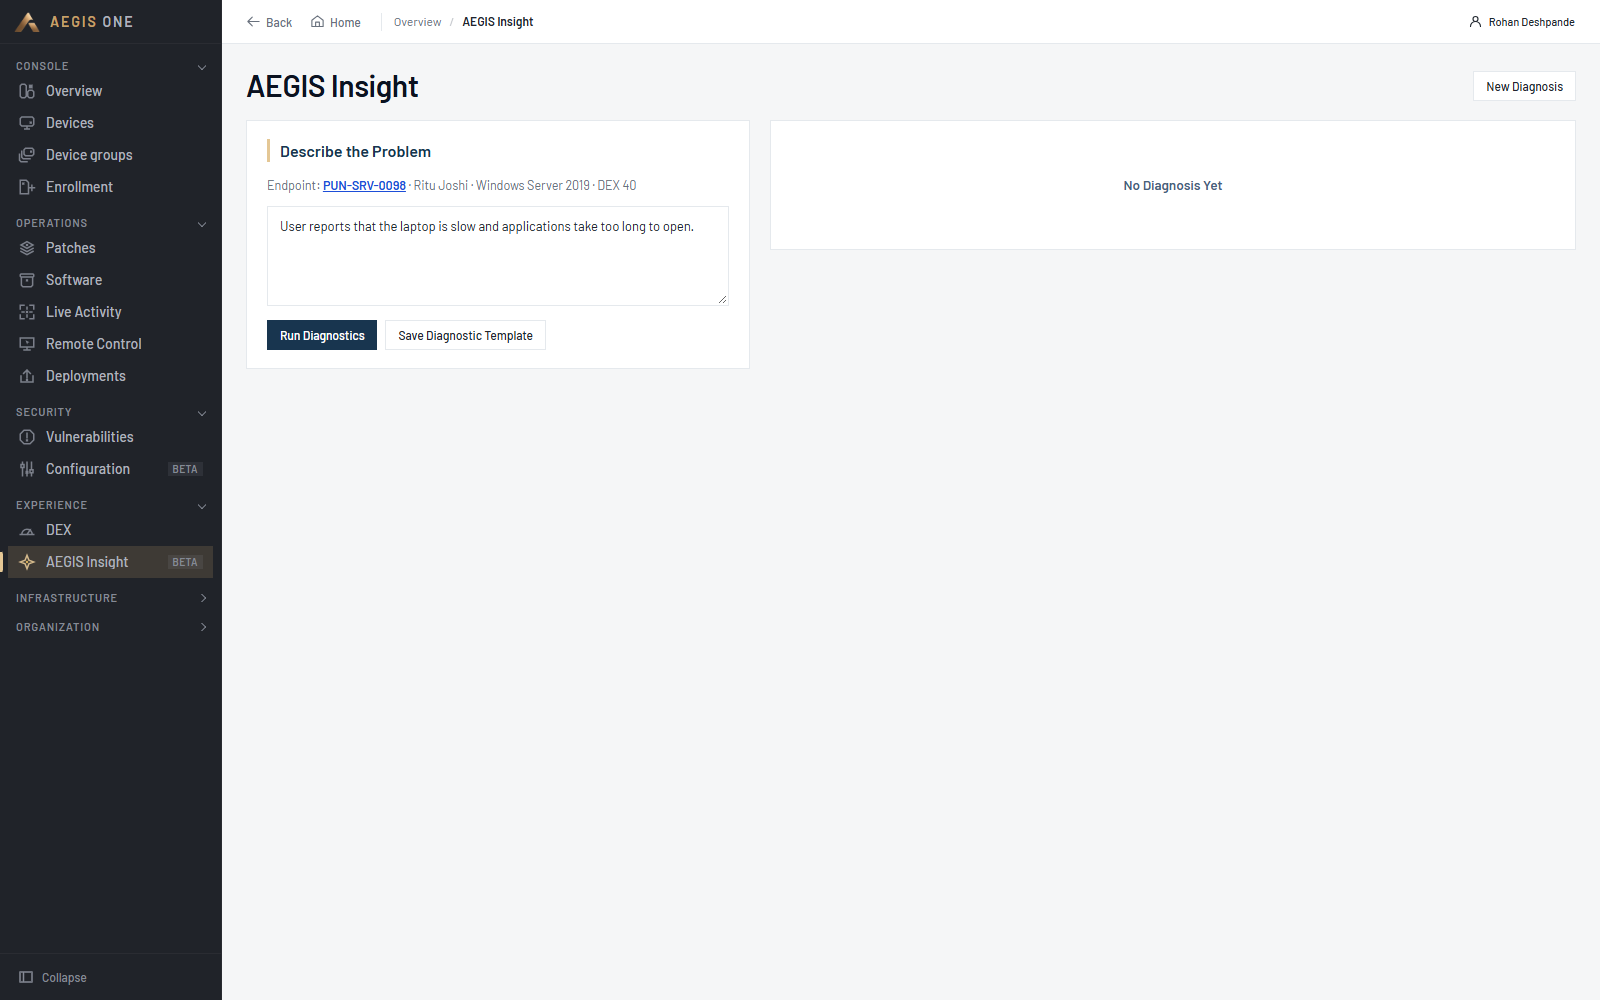 AEGIS ONE
CONSOLE
Overview
Devices
Device groups
Enrollment
OPERATIONS
Patches
Software
Live Activity
Remote Control
Deployments
SECURITY
Vulnerabilities
Configuration BETA
EXPERIENCE
DEX
AEGIS Insight BETA
INFRASTRUCTURE
ORGANIZATION
Collapse
Back Home Overview / AEGIS Insight Rohan Deshpande
AEGIS Insight
New Diagnosis
Describe the Problem
Endpoint: PUN-SRV-0098 · Ritu Joshi · Windows Server 2019 · DEX 40
User reports that the laptop is slow and applications take too long to open.
Run Diagnostics Save Diagnostic Template
No Diagnosis Yet